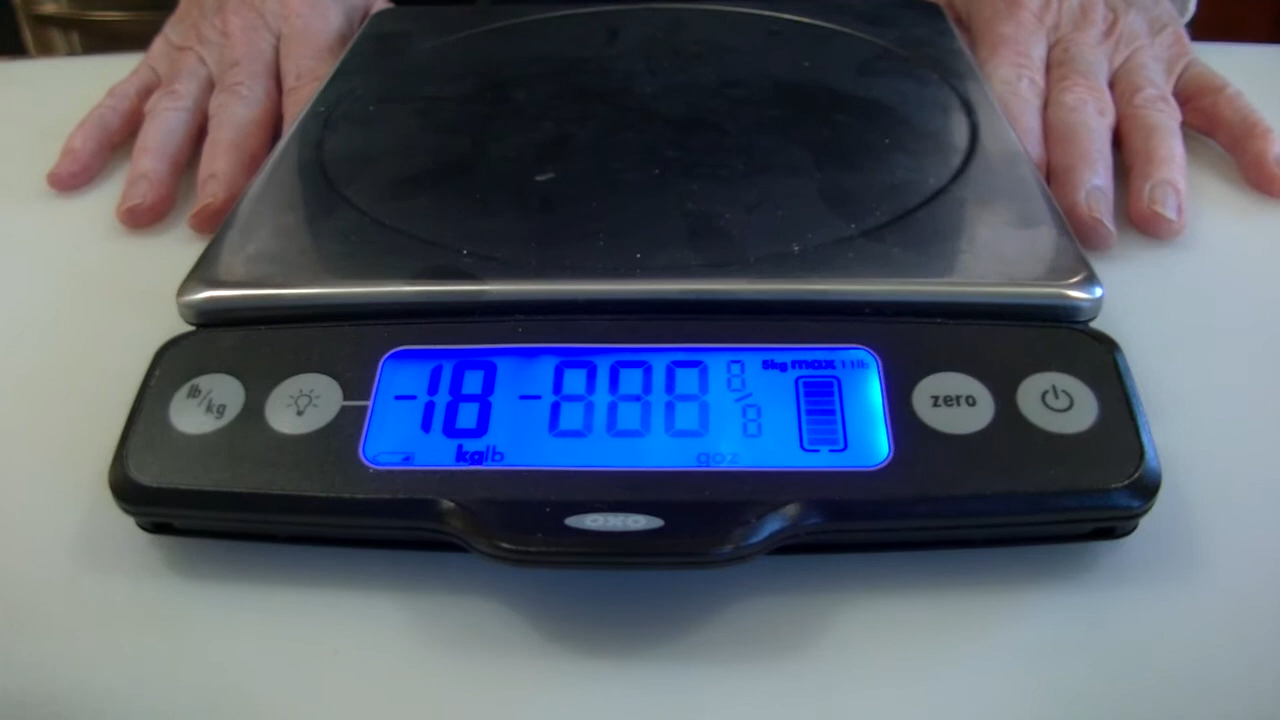 lb/kg
-18 -888 8/8
5kg max 11lb
kg lb
g oz
zero
OXO